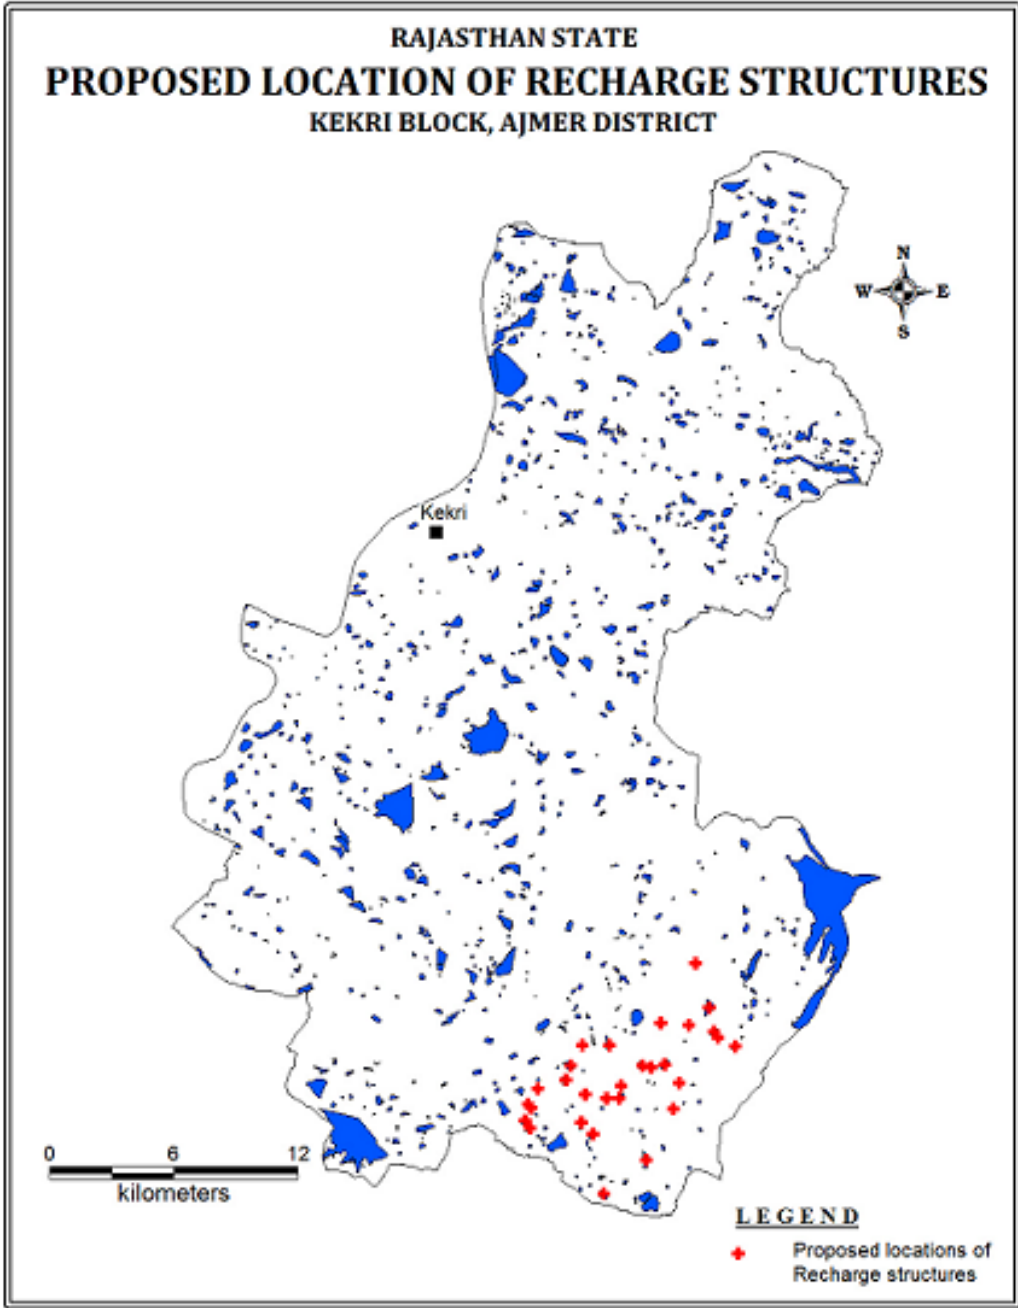 RAJASTHAN STATE
PROPOSED LOCATION OF RECHARGE STRUCTURES
KEKRI BLOCK, AJMER DISTRICT
N
W E
S
Kekri
0 6 12
kilometers
LEGEND
Proposed locations of
Recharge structures